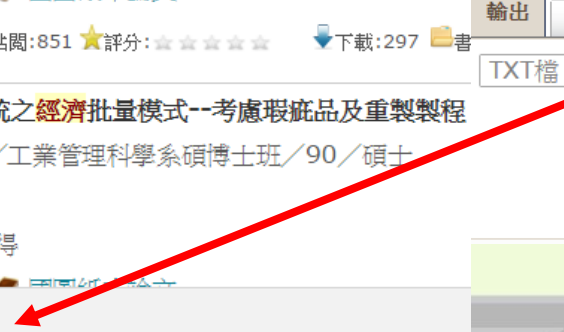 點閱:851 評分:☆☆☆☆☆ 下載:297 書
輸出
TXT檔
統之經濟批量模式--考慮瑕疵品及重製製程
/工業管理科學系碩博士班/90/碩士
得